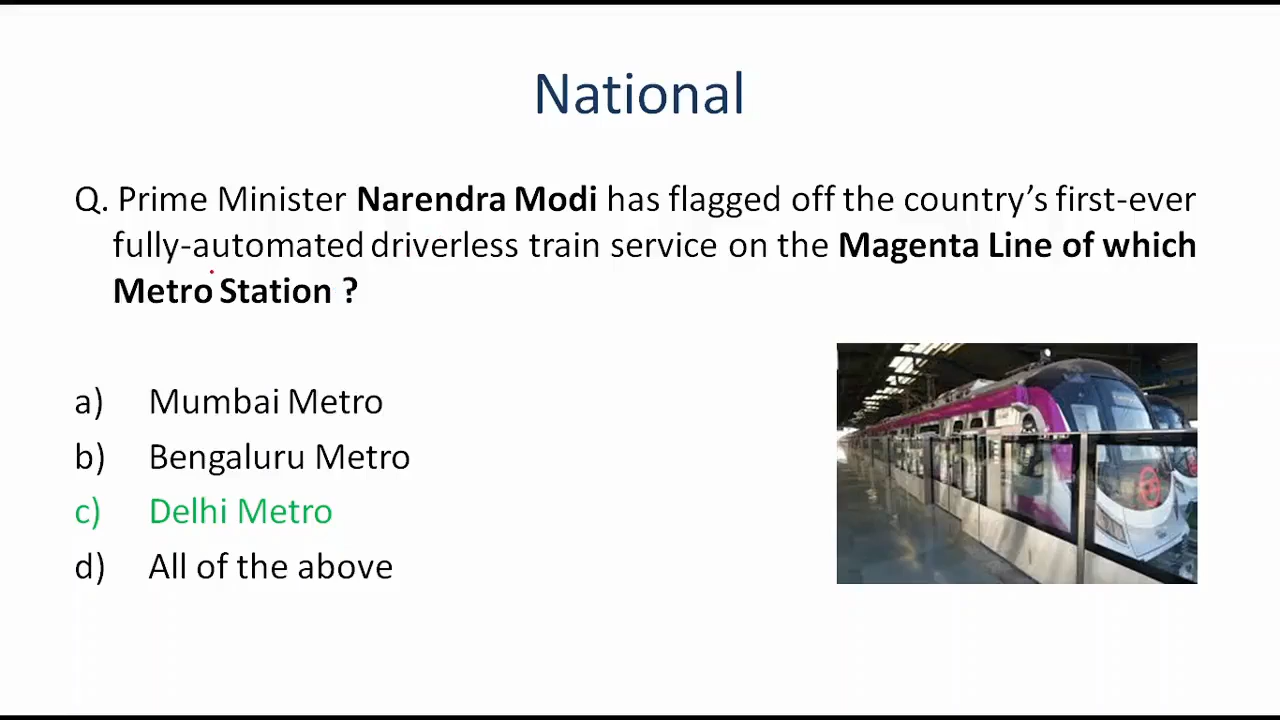 National
Q. Prime Minister Narendra Modi has flagged off the country’s first-ever
fully-automated driverless train service on the Magenta Line of which
Metro Station ?
a) Mumbai Metro
b) Bengaluru Metro
c) Delhi Metro
d) All of the above